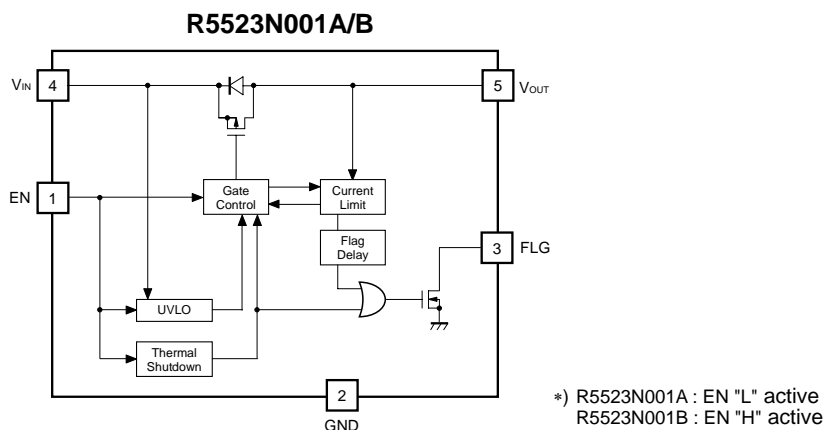 R5523N001A/B
VIN 4
5 VOUT
EN 1
Gate
Control
Current
Limit
Flag
Delay
3 FLG
UVLO
Thermal
Shutdown
2
GND
*) R5523N001A : EN "L" active
R5523N001B : EN "H" active